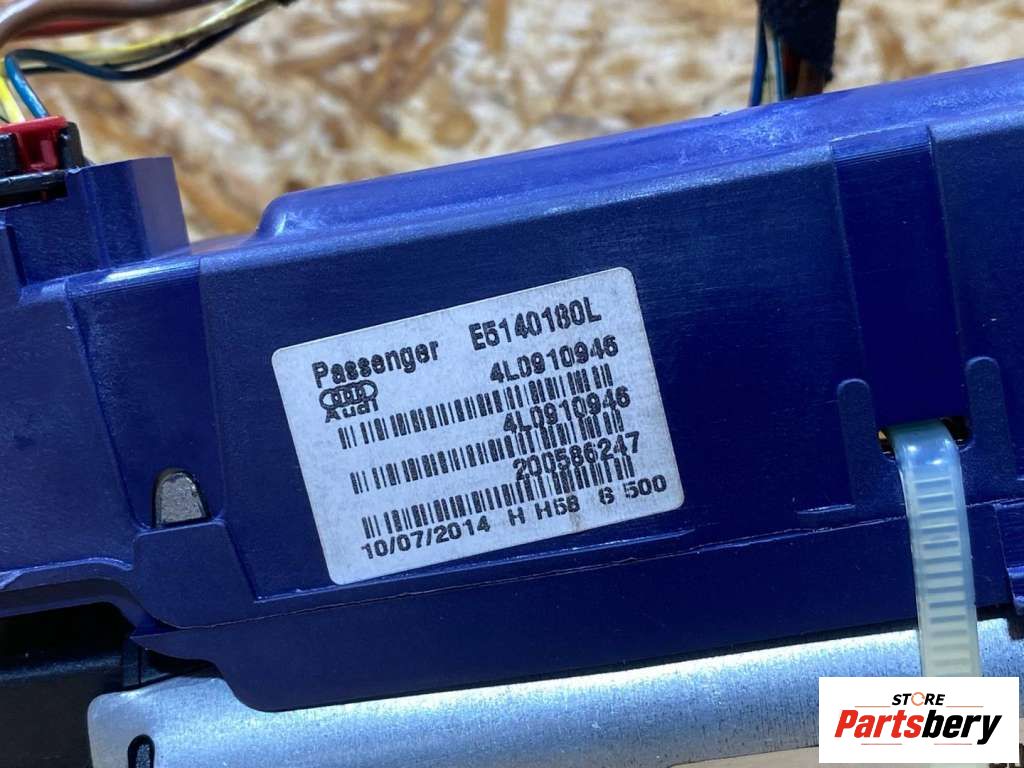 Passenger E5140180L
Audi 4L0910946
4L0910946
200586247
10/07/2014 H H58 6 500
STORE
Partsbery